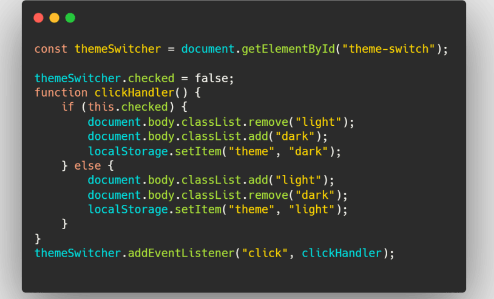 const themeSwitcher = document.getElementById("theme-switch");

themeSwitcher.checked = false;
function clickHandler() {
    if (this.checked) {
        document.body.classList.remove("light");
        document.body.classList.add("dark");
        localStorage.setItem("theme", "dark");
    } else {
        document.body.classList.add("light");
        document.body.classList.remove("dark");
        localStorage.setItem("theme", "light");
    }
}
themeSwitcher.addEventListener("click", clickHandler);